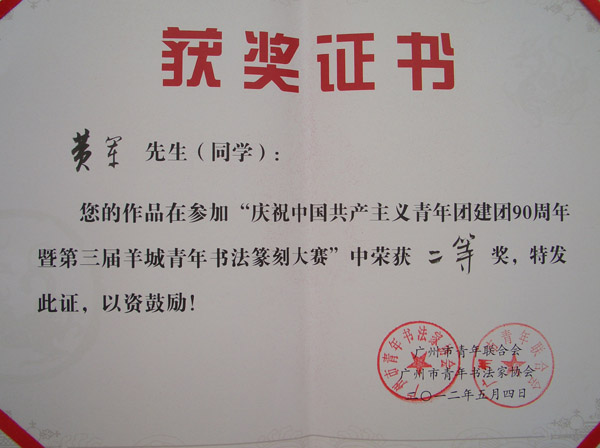 获奖证书
黄军 先生（同学）：
您的作品在参加“庆祝中国共产主义青年团建团90周年
暨第三届羊城青年书法篆刻大赛”中荣获 二等 奖，特发
此证，以资鼓励！
广州市青年联合会
广州市青年书法家协会
二〇一二年五月四日